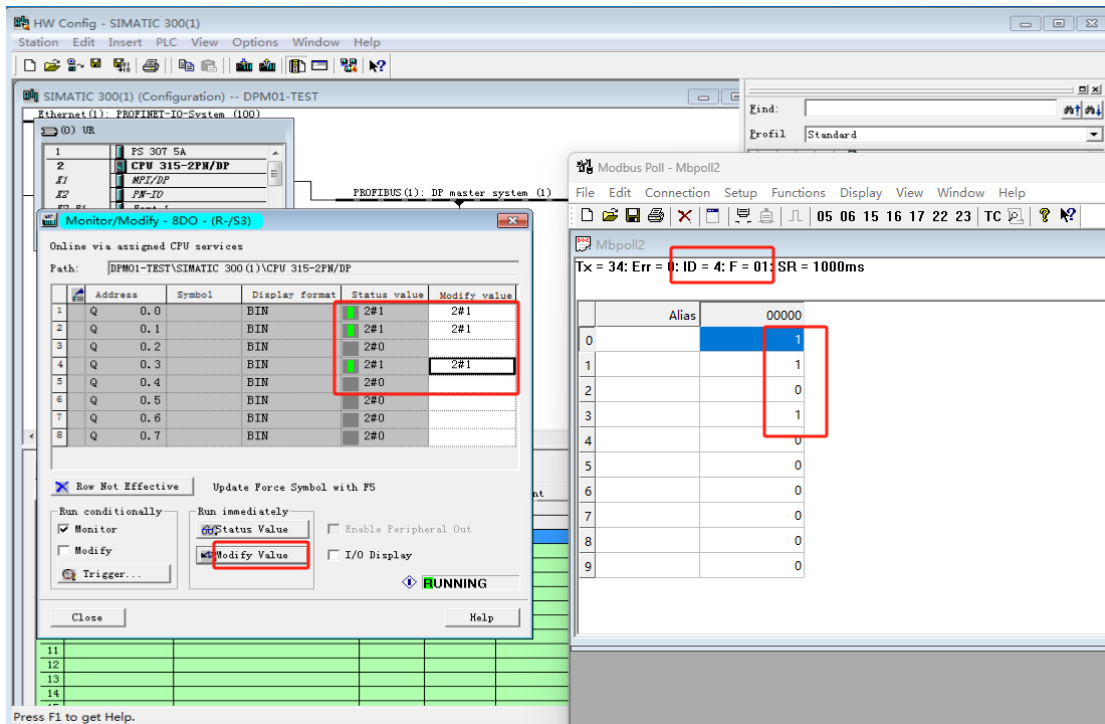 HW Config - SIMATIC 300(1)
Station Edit Insert PLC View Options Window Help
SIMATIC 300(1) (Configuration) -- DPM01-TEST
Ethernet(1): PROFINET-IO-System (100)
(0) UR
1 PS 307 5A
2 CPU 315-2PN/DP
X1 MPI/DP
X2 PN-IO
PROFIBUS(1): DP master system (1)
Find:
Profil Standard
Monitor/Modify - 8DO - (R-/S3)
Online via assigned CPU services
Path: DPM01-TEST\SIMATIC 300(1)\CPU 315-2PN/DP
Address Symbol Display format Status value Modify value
1 Q 0.0 BIN 2#1 2#1
2 Q 0.1 BIN 2#1 2#1
3 Q 0.2 BIN 2#0
4 Q 0.3 BIN 2#1 2#1
5 Q 0.4 BIN 2#0
6 Q 0.5 BIN 2#0
7 Q 0.6 BIN 2#0
8 Q 0.7 BIN 2#0
Row Not Effective Update Force Symbol with F5
Run conditionally Run immediately
Monitor Status Value Enable Peripheral Out
Modify Modify Value I/O Display
Trigger...
RUNNING
Close Help
11
12
13
14
Press F1 to get Help.
Modbus Poll - Mbpoll2
File Edit Connection Setup Functions Display View Window Help
05 06 15 16 17 22 23 TC
Mbpoll2
Tx = 34: Err = 0: ID = 4: F = 01: SR = 1000ms
Alias 00000
0 1
1 1
2 0
3 1
4 0
5 0
6 0
7 0
8 0
9 0